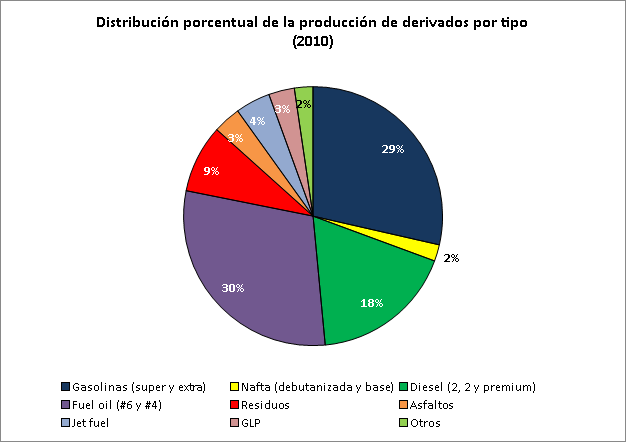 Distribución porcentual de la producción de derivados por tipo
(2010)
2%
3%
4%
3%
29%
9%
2%
30%
18%
Gasolinas (super y extra)
Nafta (debutanizada y base)
Diesel (2, 2 y premium)
Fuel oil (#6 y #4)
Residuos
Asfaltos
Jet fuel
GLP
Otros